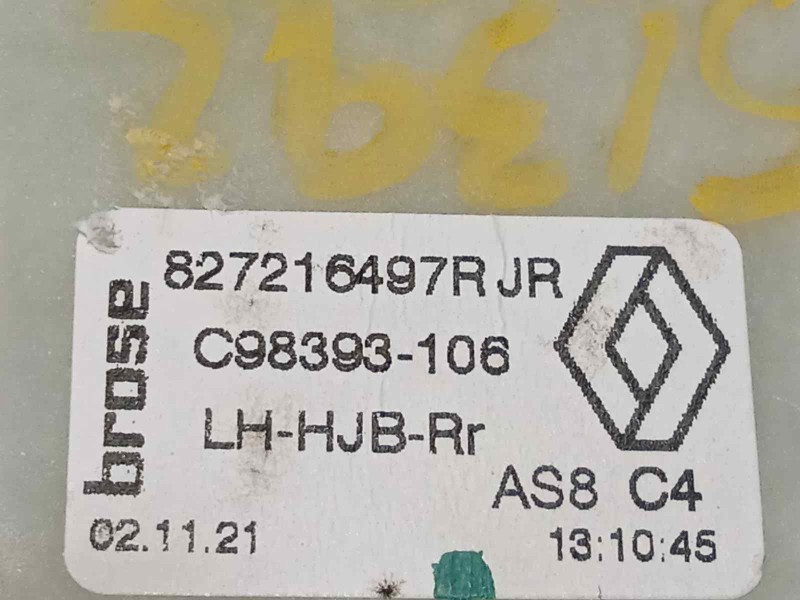 827216497R JR
C98393-106
LH-HJB-Rr
AS8 C4
02.11.21 13:10:45
brose